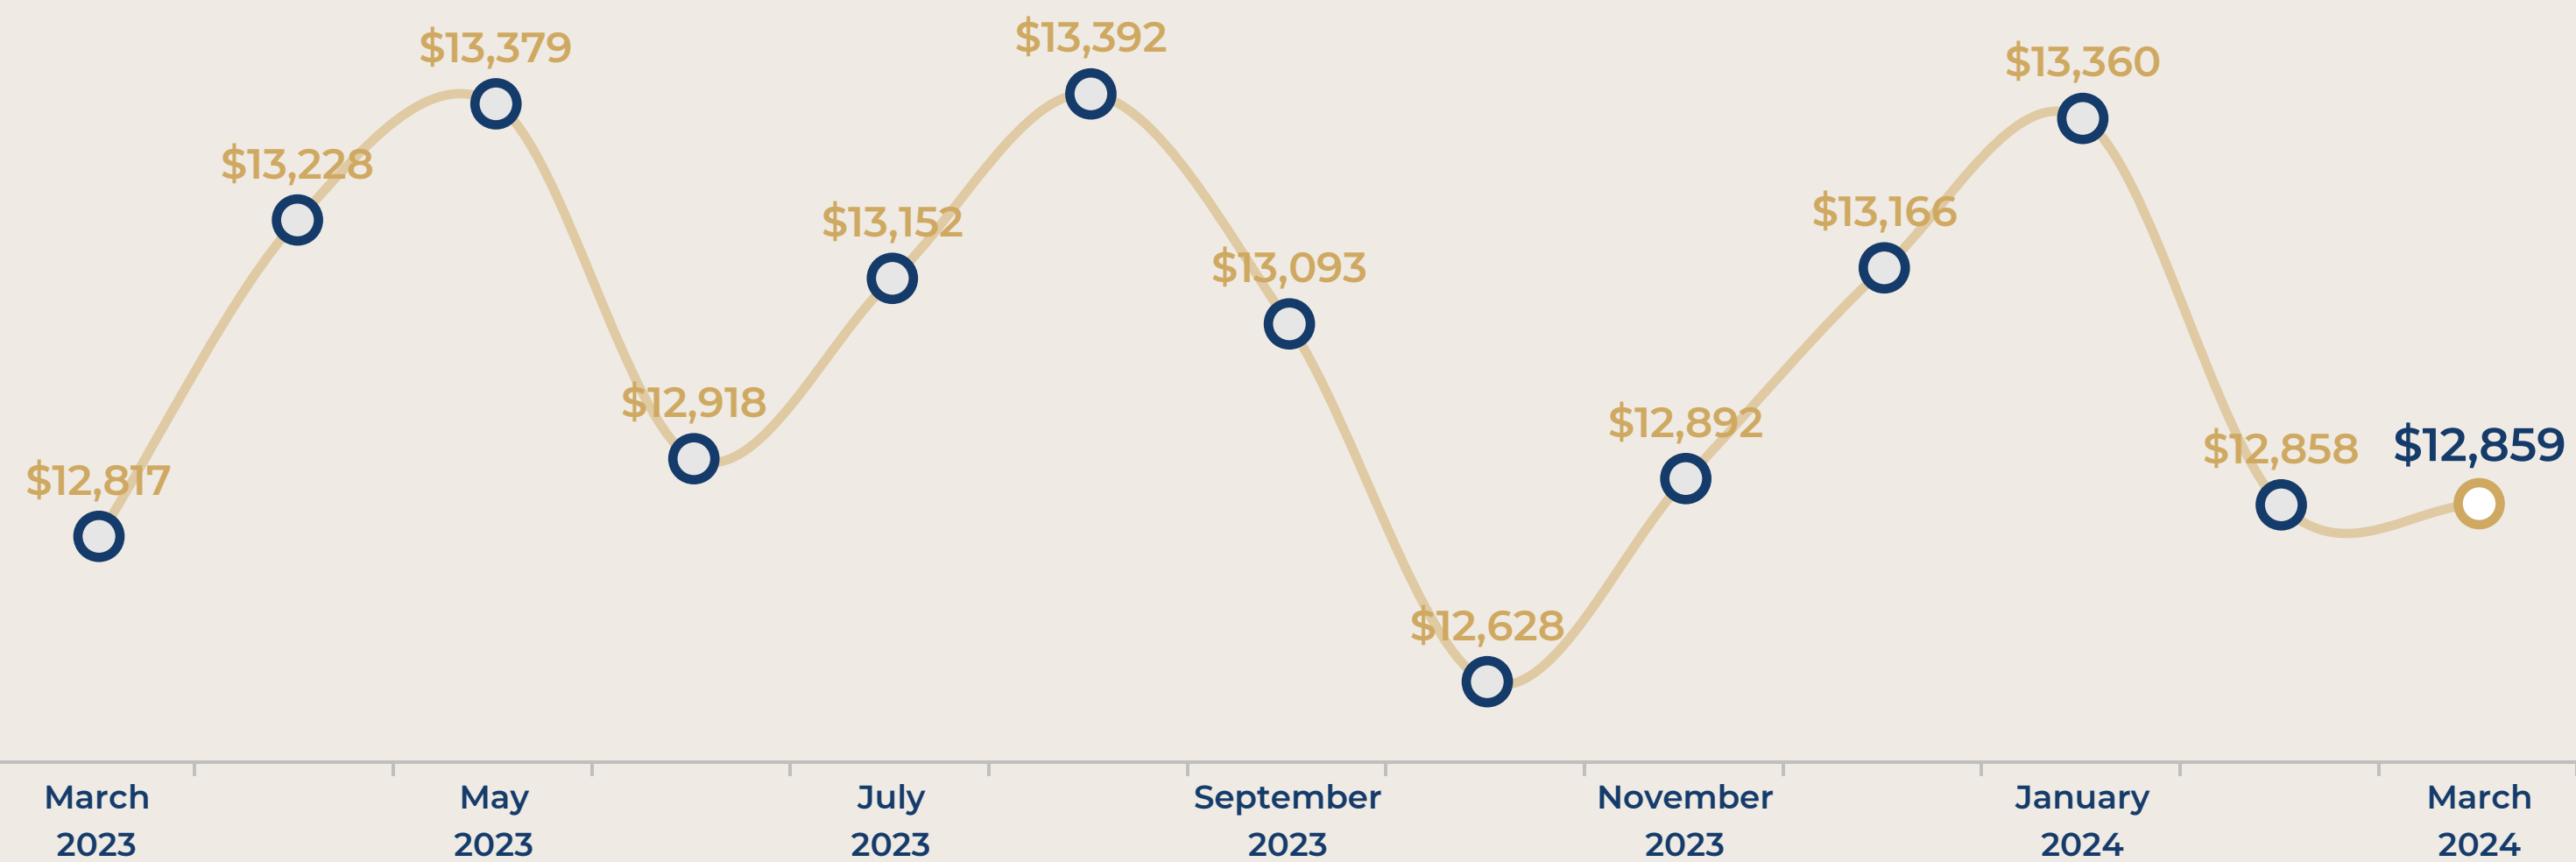 $12,817
$13,228
$13,379
$12,918
$13,152
$13,392
$13,093
$12,628
$12,892
$13,166
$13,360
$12,858
$12,859
March
2023
May
2023
July
2023
September
2023
November
2023
January
2024
March
2024